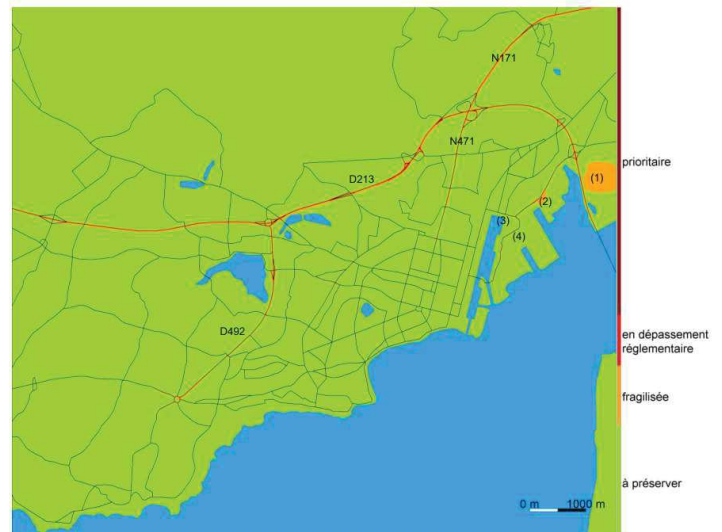 N171
N471
prioritaire
D213
(1)
(2)
(3)
(4)
D492
en dépassement
réglementaire
fragilisée
à préserver
0 m 1000 m